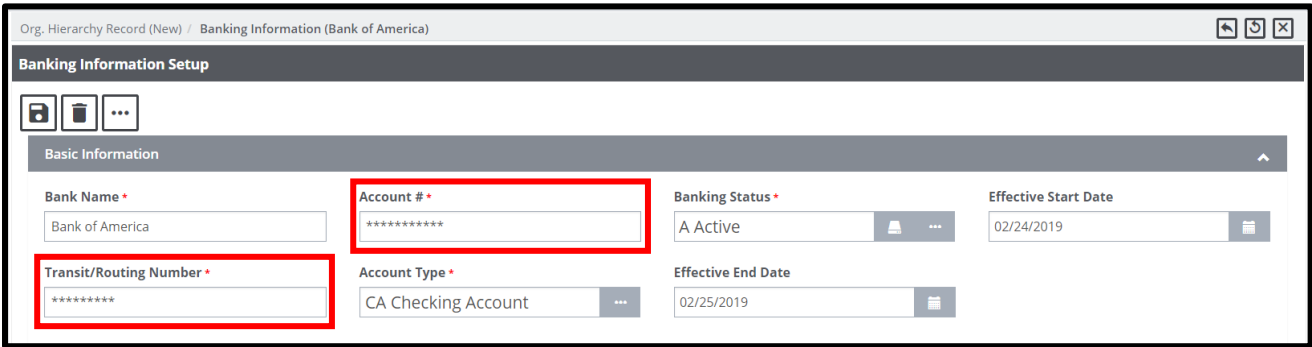 Org. Hierarchy Record (New) / Banking Information (Bank of America)
Banking Information Setup
Basic Information
Bank Name *
Account # *
Banking Status *
Effective Start Date
Bank of America
***********
A Active
02/24/2019
Transit/Routing Number *
Account Type *
Effective End Date
*********
CA Checking Account
02/25/2019